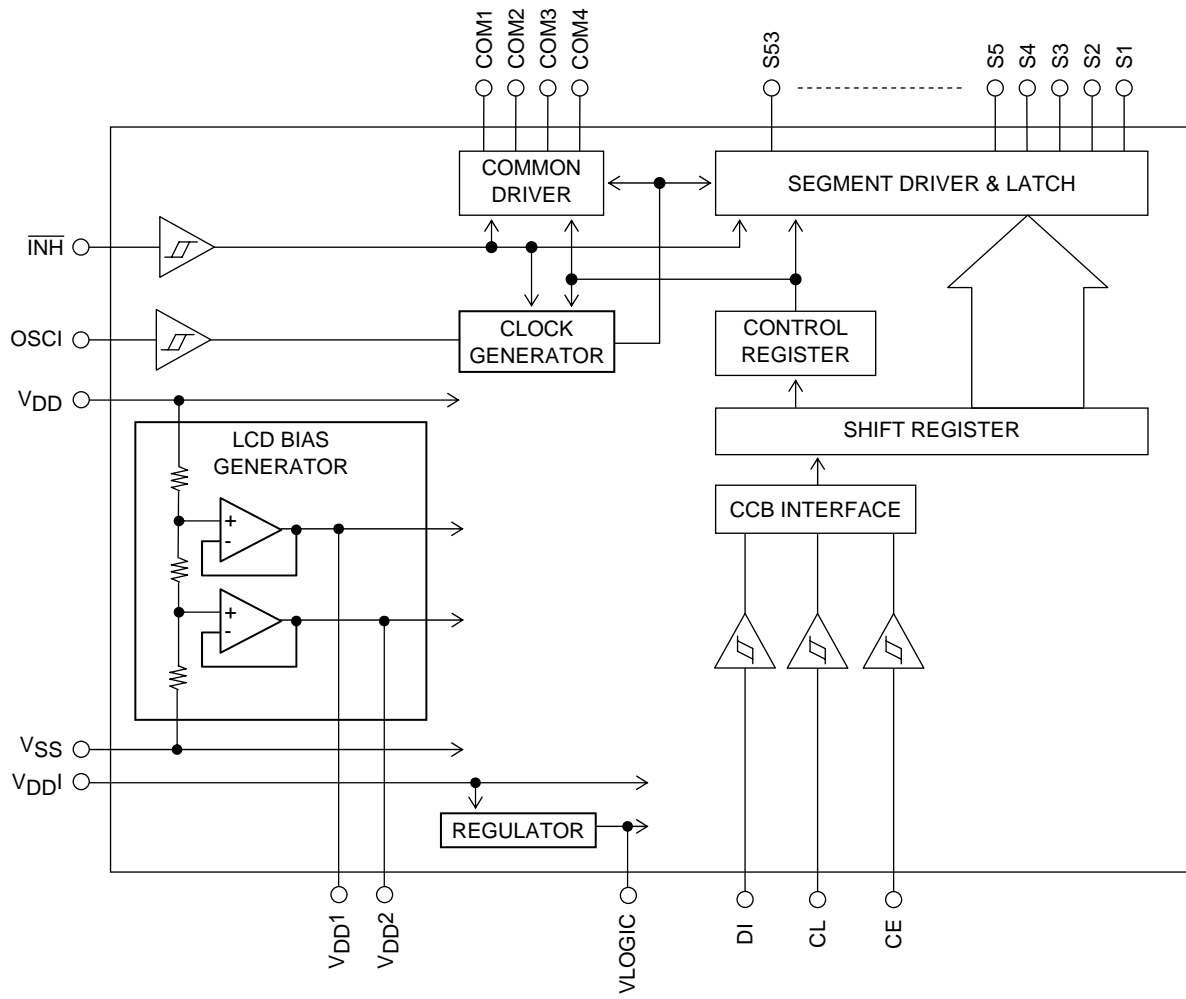 COM1
COM2
COM3
COM4
S53
S5
S4
S3
S2
S1
COMMON
DRIVER
SEGMENT DRIVER & LATCH
INH
OSCI
CLOCK
GENERATOR
CONTROL
REGISTER
VDD
LCD BIAS
GENERATOR
SHIFT REGISTER
+
-
CCB INTERFACE
+
-
VSS
VDDI
REGULATOR
VDD1
VDD2
VLOGIC
DI
CL
CE